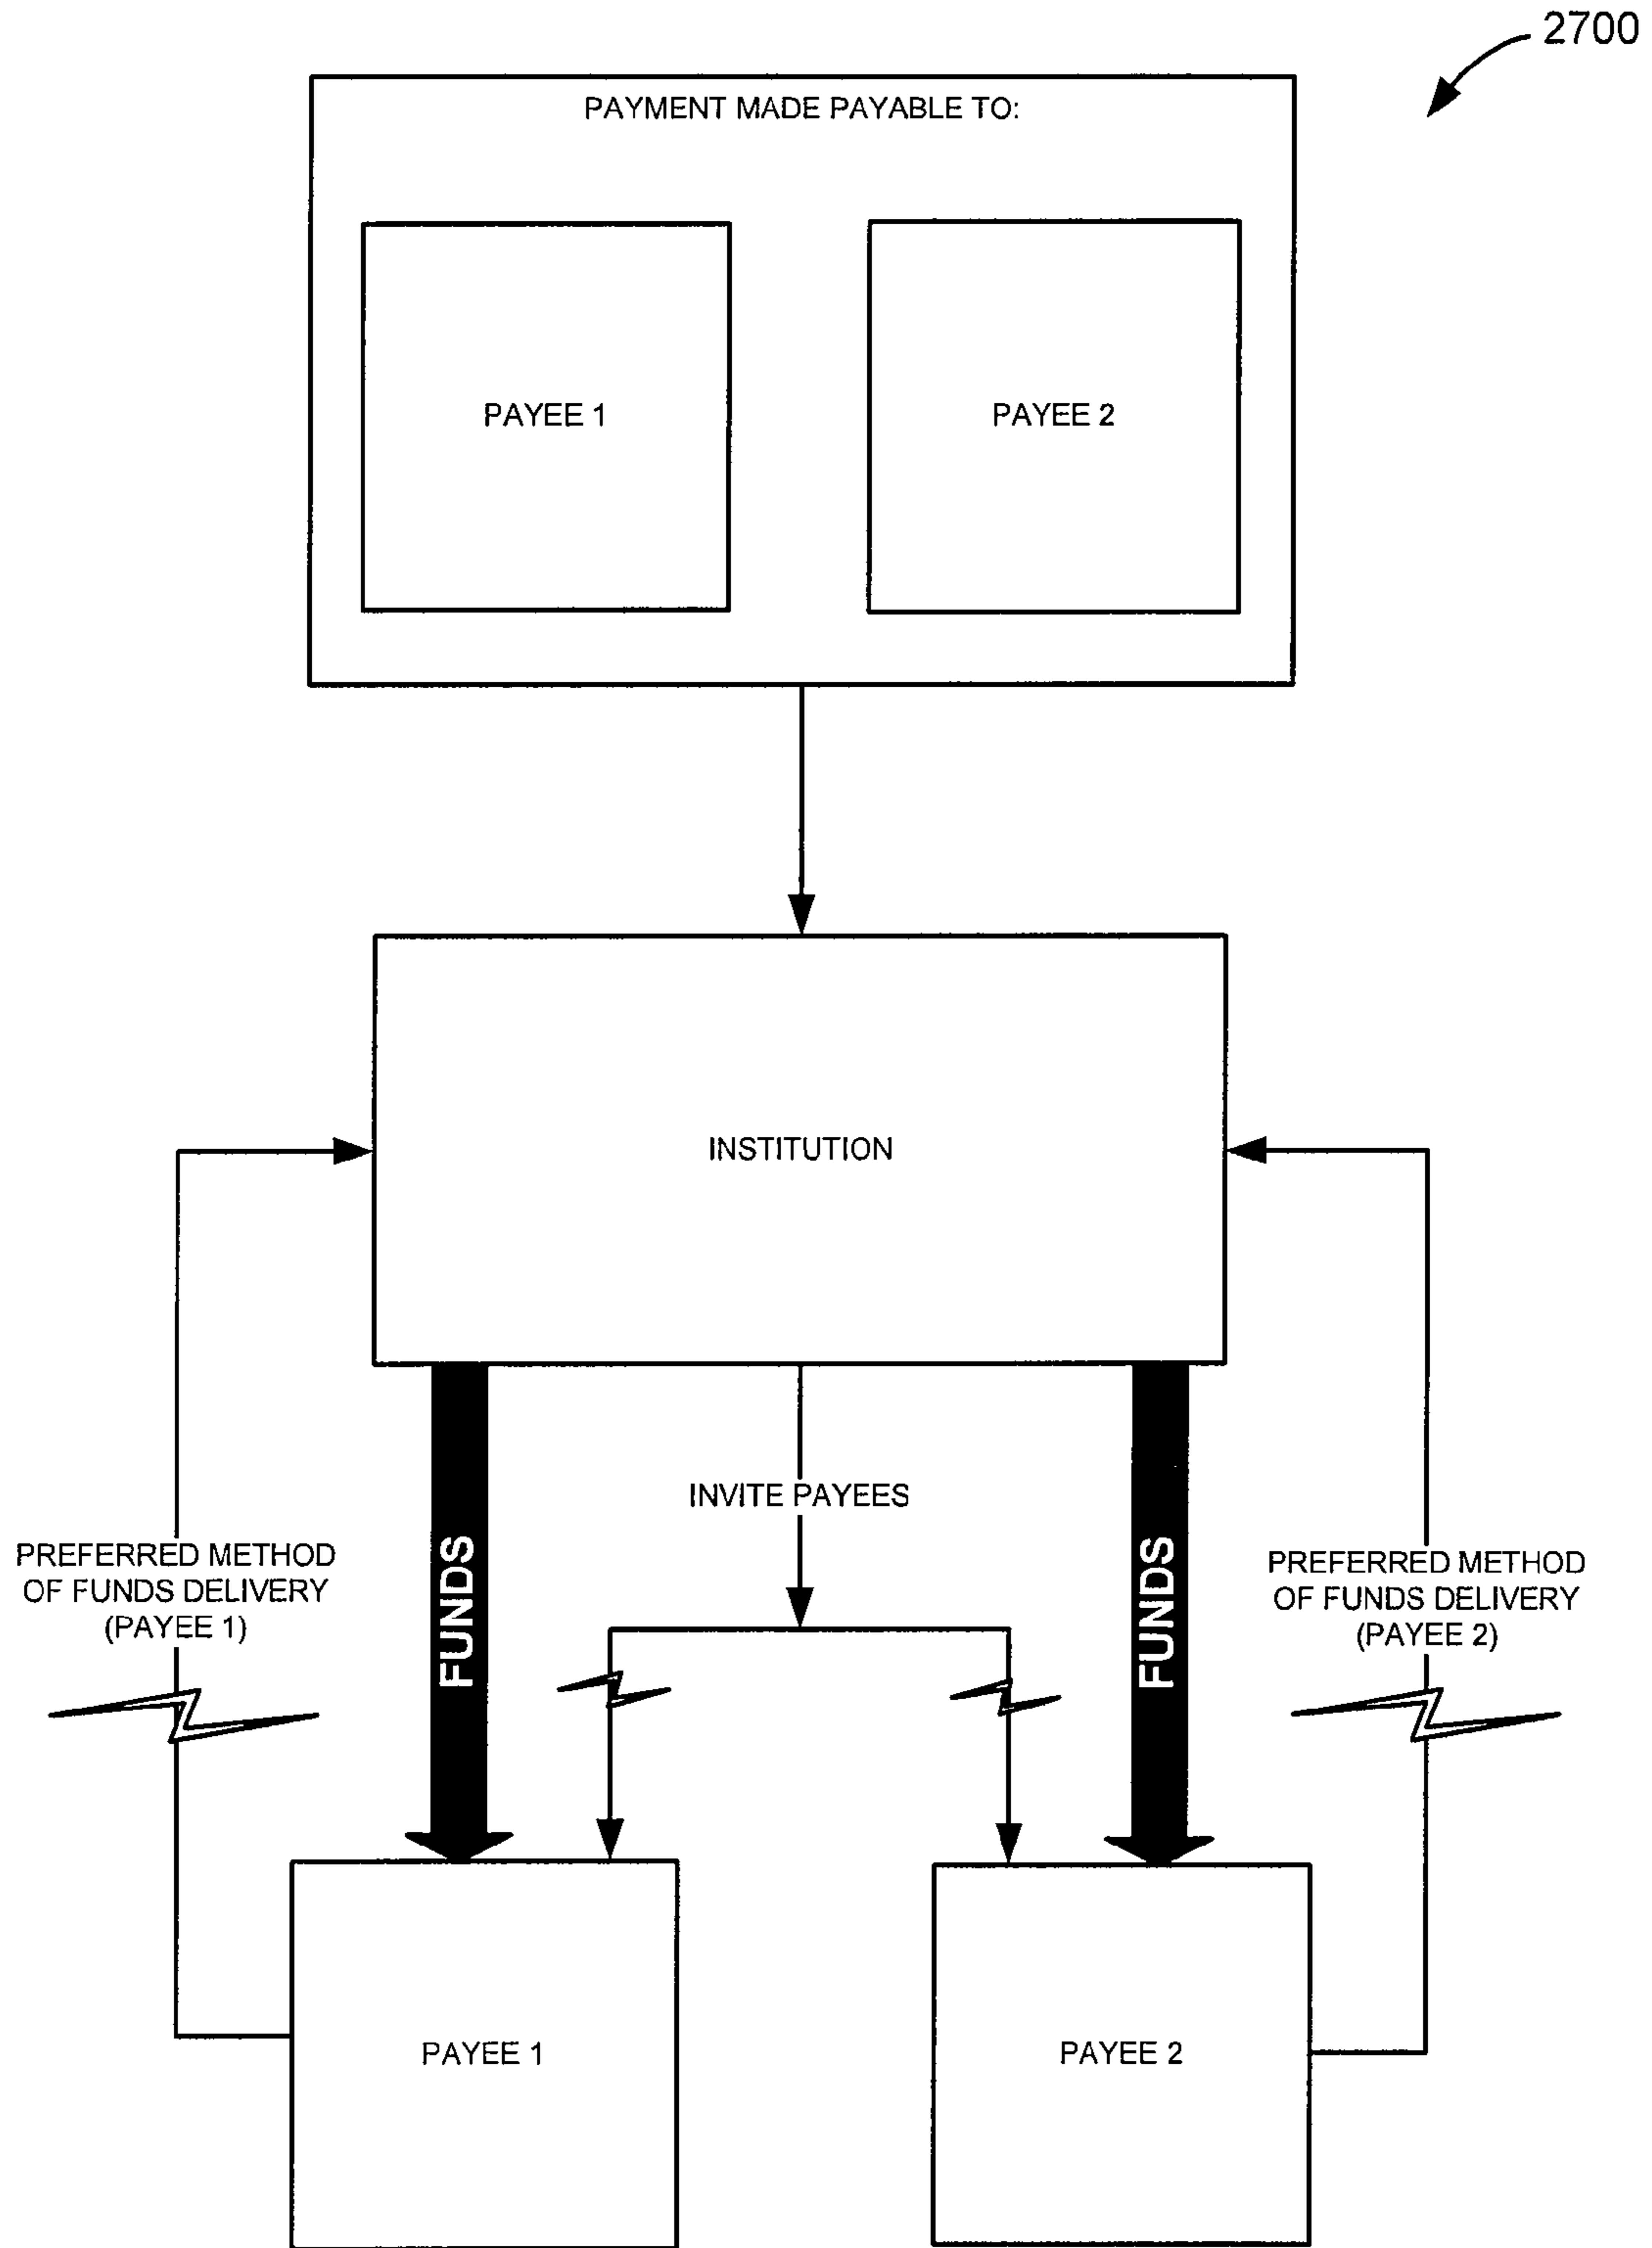 2700
PAYMENT MADE PAYABLE TO:
PAYEE 1
PAYEE 2
INSTITUTION
INVITE PAYEES
PREFERRED METHOD
OF FUNDS DELIVERY
(PAYEE 1)
FUNDS
FUNDS
PREFERRED METHOD
OF FUNDS DELIVERY
(PAYEE 2)
PAYEE 1
PAYEE 2